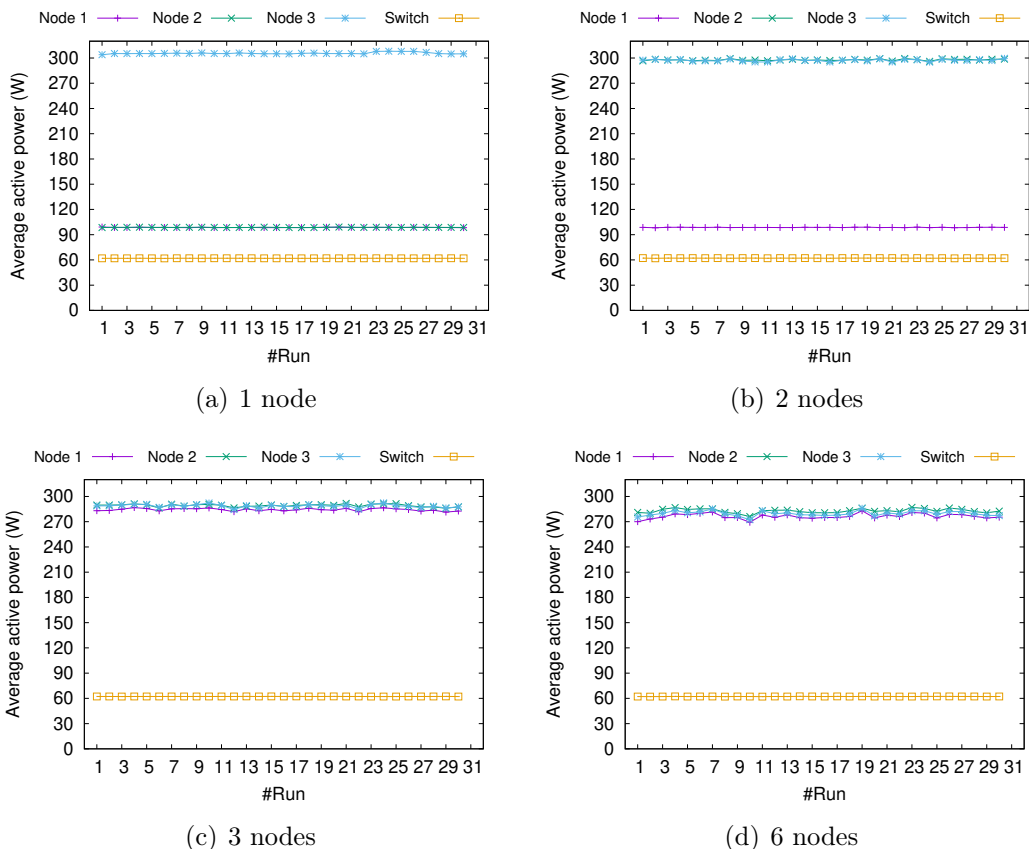 Node 1 Node 2 Node 3 Switch
Average active power (W)
300
270
240
210
180
150
120
90
60
30
0
1 3 5 7 9 11 13 15 17 19 21 23 25 27 29 31
#Run
(a) 1 node
Node 1 Node 2 Node 3 Switch
Average active power (W)
300
270
240
210
180
150
120
90
60
30
0
1 3 5 7 9 11 13 15 17 19 21 23 25 27 29 31
#Run
(b) 2 nodes
Node 1 Node 2 Node 3 Switch
Average active power (W)
300
270
240
210
180
150
120
90
60
30
0
1 3 5 7 9 11 13 15 17 19 21 23 25 27 29 31
#Run
(c) 3 nodes
Node 1 Node 2 Node 3 Switch
Average active power (W)
300
270
240
210
180
150
120
90
60
30
0
1 3 5 7 9 11 13 15 17 19 21 23 25 27 29 31
#Run
(d) 6 nodes